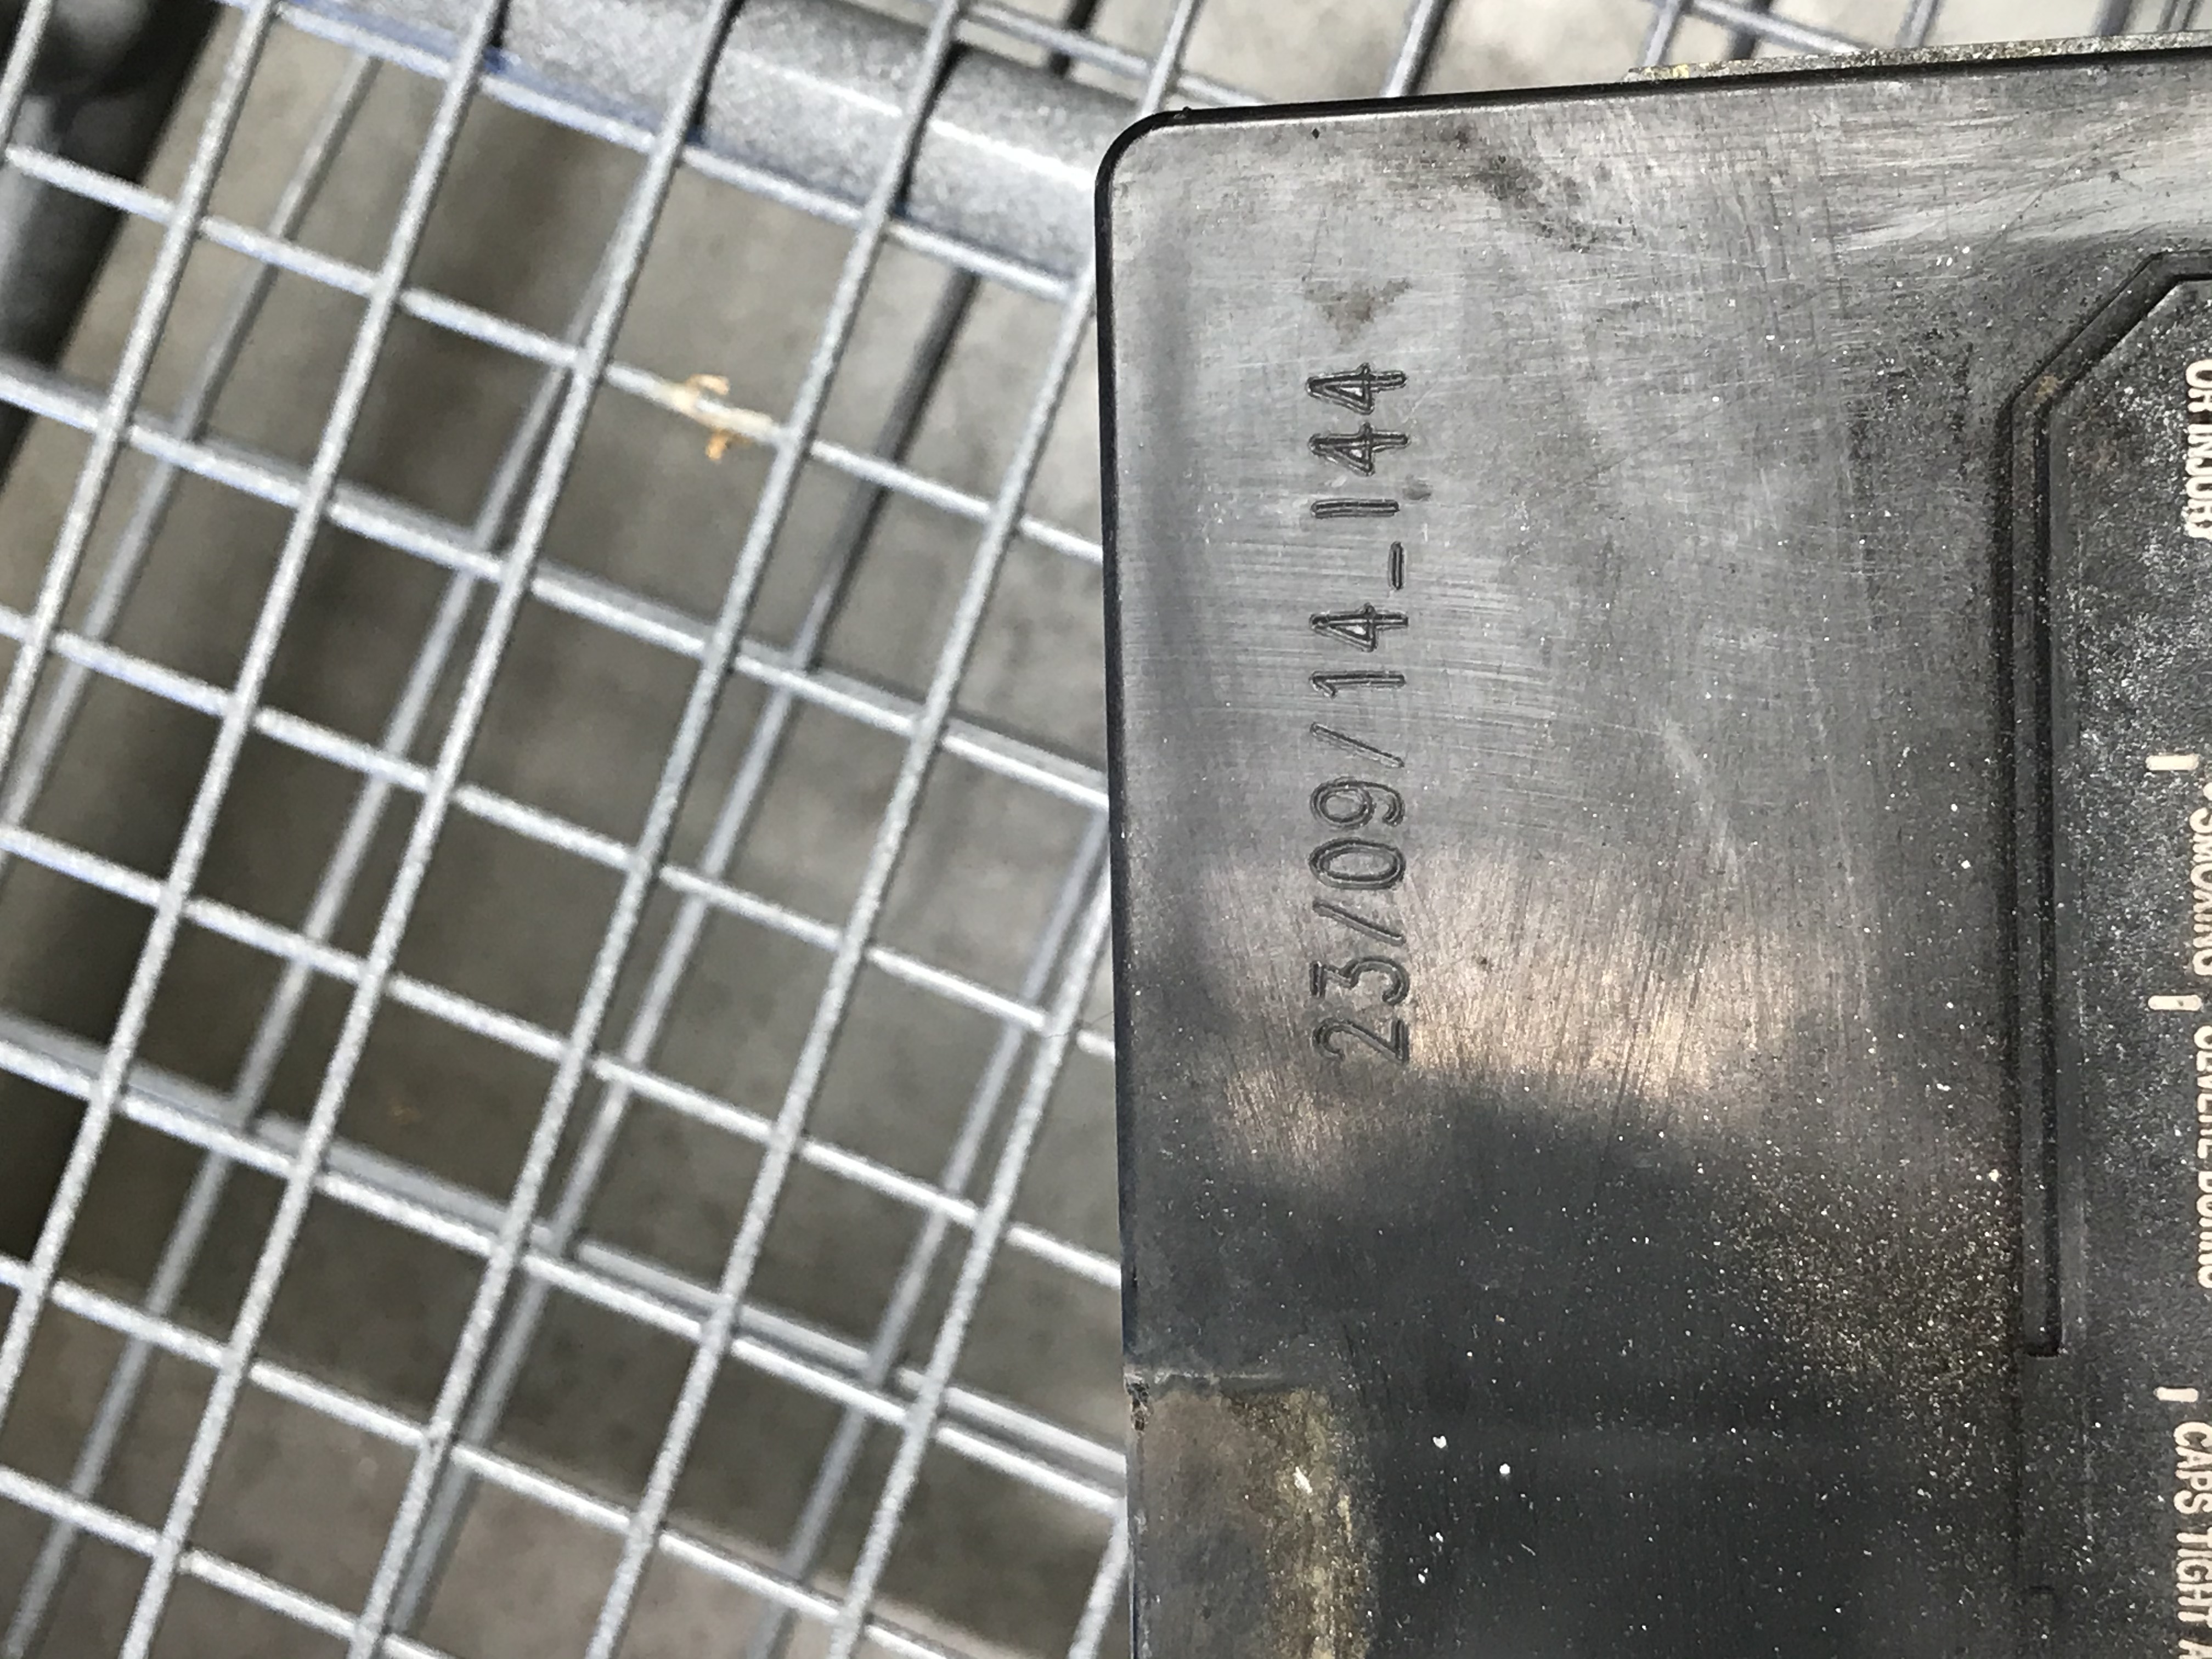 23/09/14_144
OR INJURY
SMOKING
CAPS TIGHT A